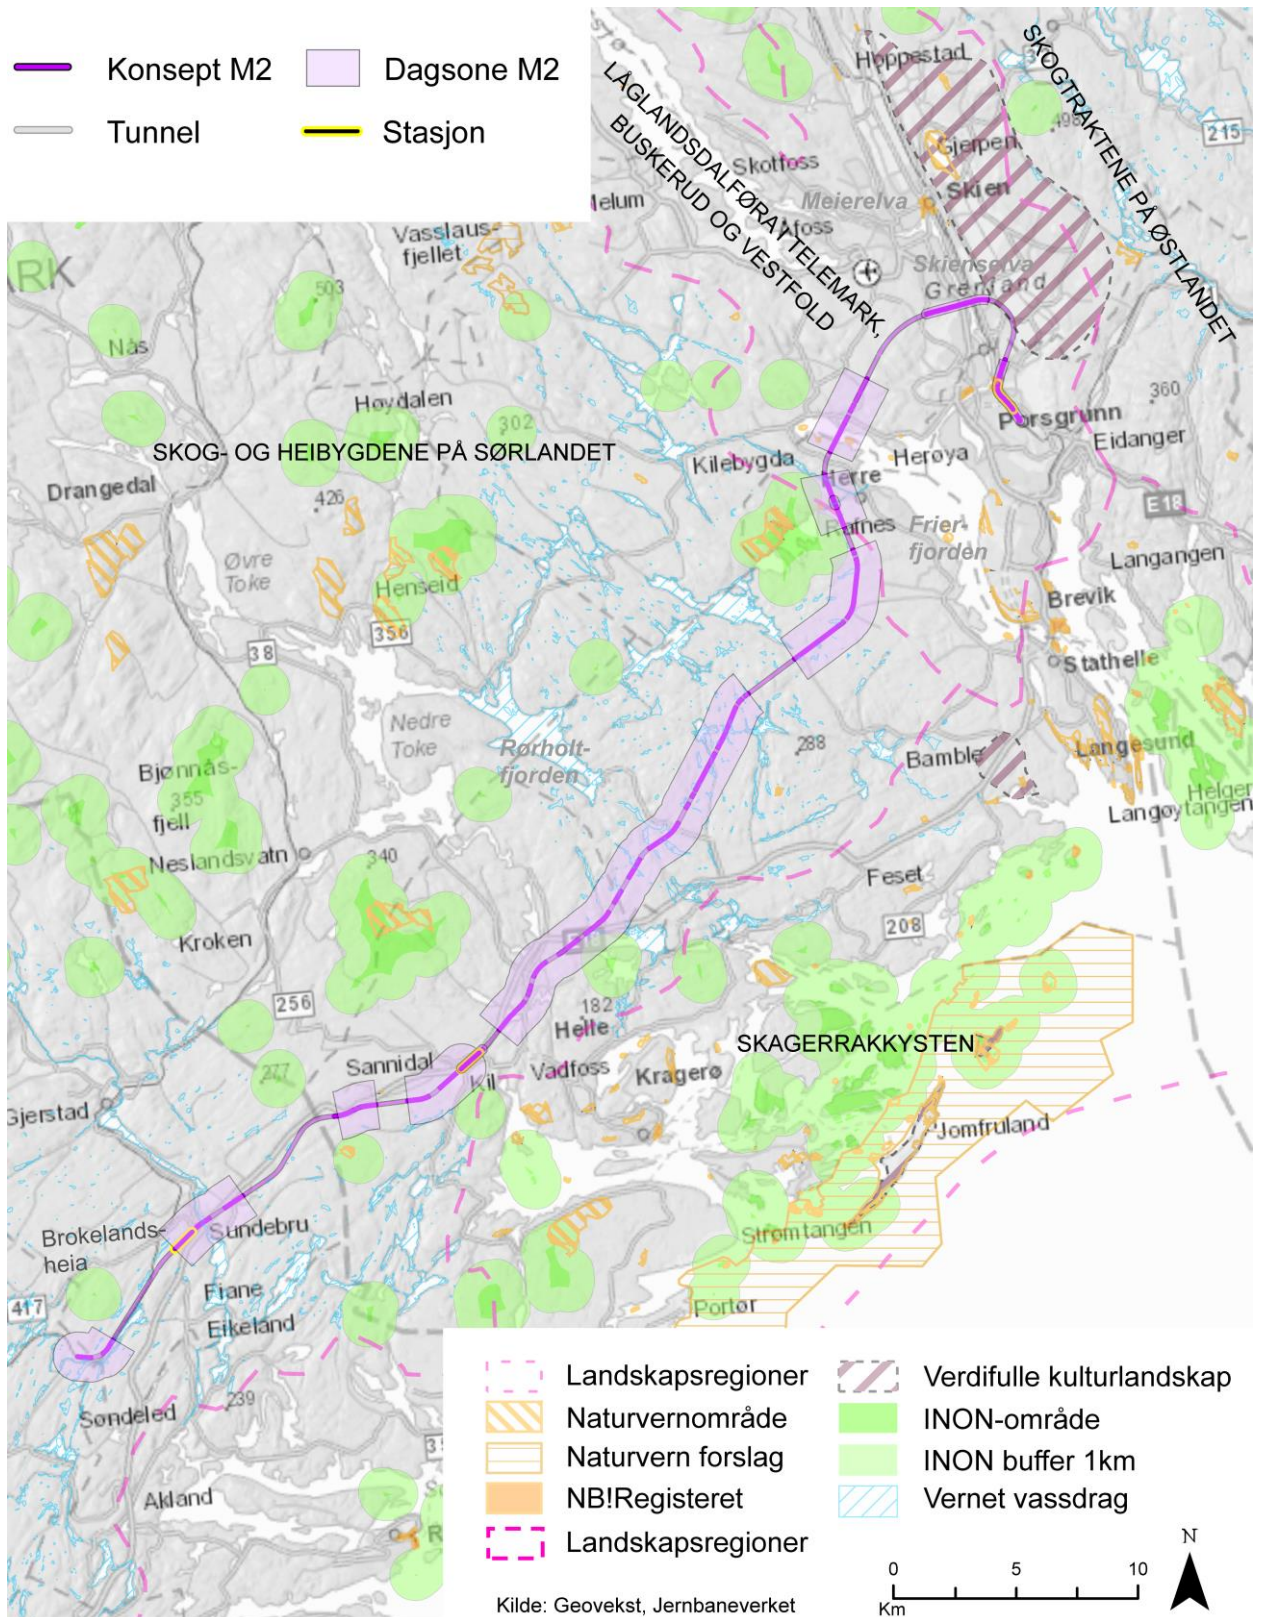 Konsept M2
Dagsone M2
Tunnel
Stasjon
Hoppestad
SKOGTRAKTENE PÅ ØSTLANDET
LÅGLANDSDALFØRA I TELEMARK,
BUSKERUD OG VESTFOLD
498
215
Gjerpen
Skotfoss
Skien
Meierelva
Melum
Åfoss
Vasslaus-
fjellet
Skienselva
Grenland
503
Nås
Høydalen
302
360
Porsgrunn
Eidanger
SKOG- OG HEIBYGDENE PÅ SØRLANDET
Kilebygda
Herøya
Herre
Drangedal
426
E 18
Rafnes
Frier-
fjorden
Langangen
Øvre
Toke
Henseid
Brevik
356
38
Stathelle
Nedre
Toke
Rørholt-
fjorden
288
Bamble
Langesund
Bjønnås-
fjell
355
Helgen
Langøytangen
Neslandsvatn
340
Feset
208
Kroken
256
182
Helle
SKAGERRAKKYSTEN
Sannidal
Kil
Vadfoss
Kragerø
277
Gjerstad
Jomfruland
Brokelands-
heia
Sundebru
Strømtangen
Fiane
417
Eikeland
Portør
239
Søndeled
Akland
R
Landskapsregioner
Naturvernområde
Naturvern forslag
NB!Registeret
Landskapsregioner
Verdifulle kulturlandskap
INON-område
INON buffer 1km
Vernet vassdrag
N
0 5 10
Km
Kilde: Geovekst, Jernbaneverket